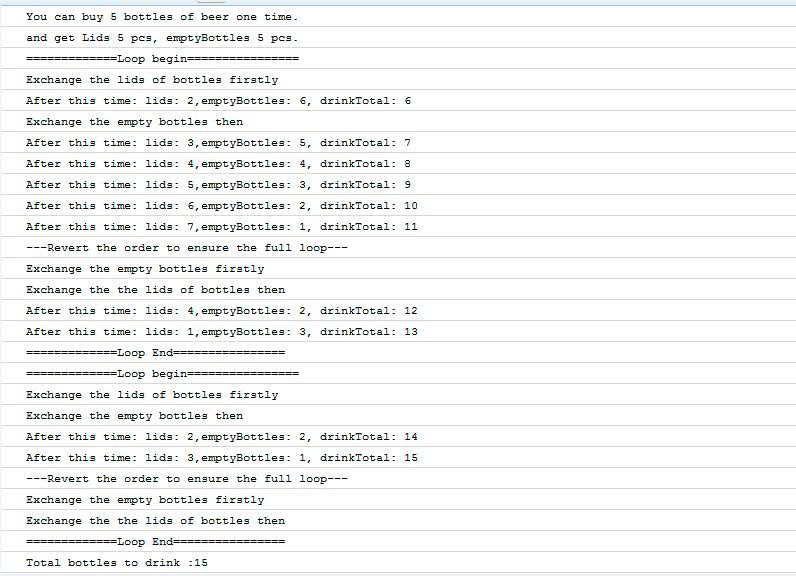 You can buy 5 bottles of beer one time.
and get Lids 5 pcs, emptyBottles 5 pcs.
=============Loop begin================
Exchange the lids of bottles firstly
After this time: lids: 2,emptyBottles: 6, drinkTotal: 6
Exchange the empty bottles then
After this time: lids: 3,emptyBottles: 5, drinkTotal: 7
After this time: lids: 4,emptyBottles: 4, drinkTotal: 8
After this time: lids: 5,emptyBottles: 3, drinkTotal: 9
After this time: lids: 6,emptyBottles: 2, drinkTotal: 10
After this time: lids: 7,emptyBottles: 1, drinkTotal: 11
---Revert the order to ensure the full loop---
Exchange the empty bottles firstly
Exchange the the lids of bottles then
After this time: lids: 4,emptyBottles: 2, drinkTotal: 12
After this time: lids: 1,emptyBottles: 3, drinkTotal: 13
=============Loop End================
=============Loop begin================
Exchange the lids of bottles firstly
Exchange the empty bottles then
After this time: lids: 2,emptyBottles: 2, drinkTotal: 14
After this time: lids: 3,emptyBottles: 1, drinkTotal: 15
---Revert the order to ensure the full loop---
Exchange the empty bottles firstly
Exchange the the lids of bottles then
=============Loop End================
Total bottles to drink :15